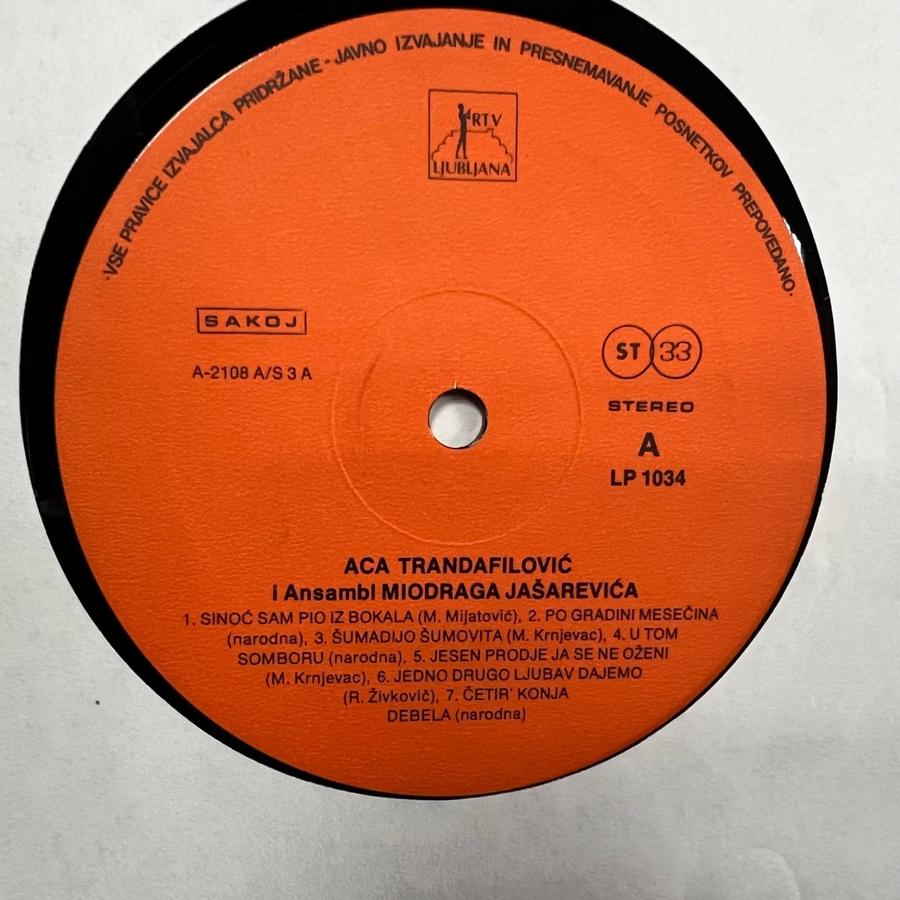 ·VSE PRAVICE IZVAJALCA PRIDRŽANE - JAVNO IZVAJANJE IN PRESNEMAVANJE POSNETKOV PREPOVEDANO.
RTV
LJUBLJANA
SAKOJ
A-2108 A/S 3 A
ST 33
STEREO
A
LP 1034
ACA TRANDAFILOVIĆ
i Ansambl MIODRAGA JAŠAREVIĆA
1. SINOĆ SAM PIO IZ BOKALA (M. Mijatović), 2. PO GRADINI MESEČINA
(narodna), 3. ŠUMADIJO ŠUMOVITA (M. Krnjevac), 4. U TOM
SOMBORU (narodna), 5. JESEN PRODJE JA SE NE OŽENI
(M. Krnjevac), 6. JEDNO DRUGO LJUBAV DAJEMO
(R. Živkovič), 7. ČETIR' KONJA
DEBELA (narodna)